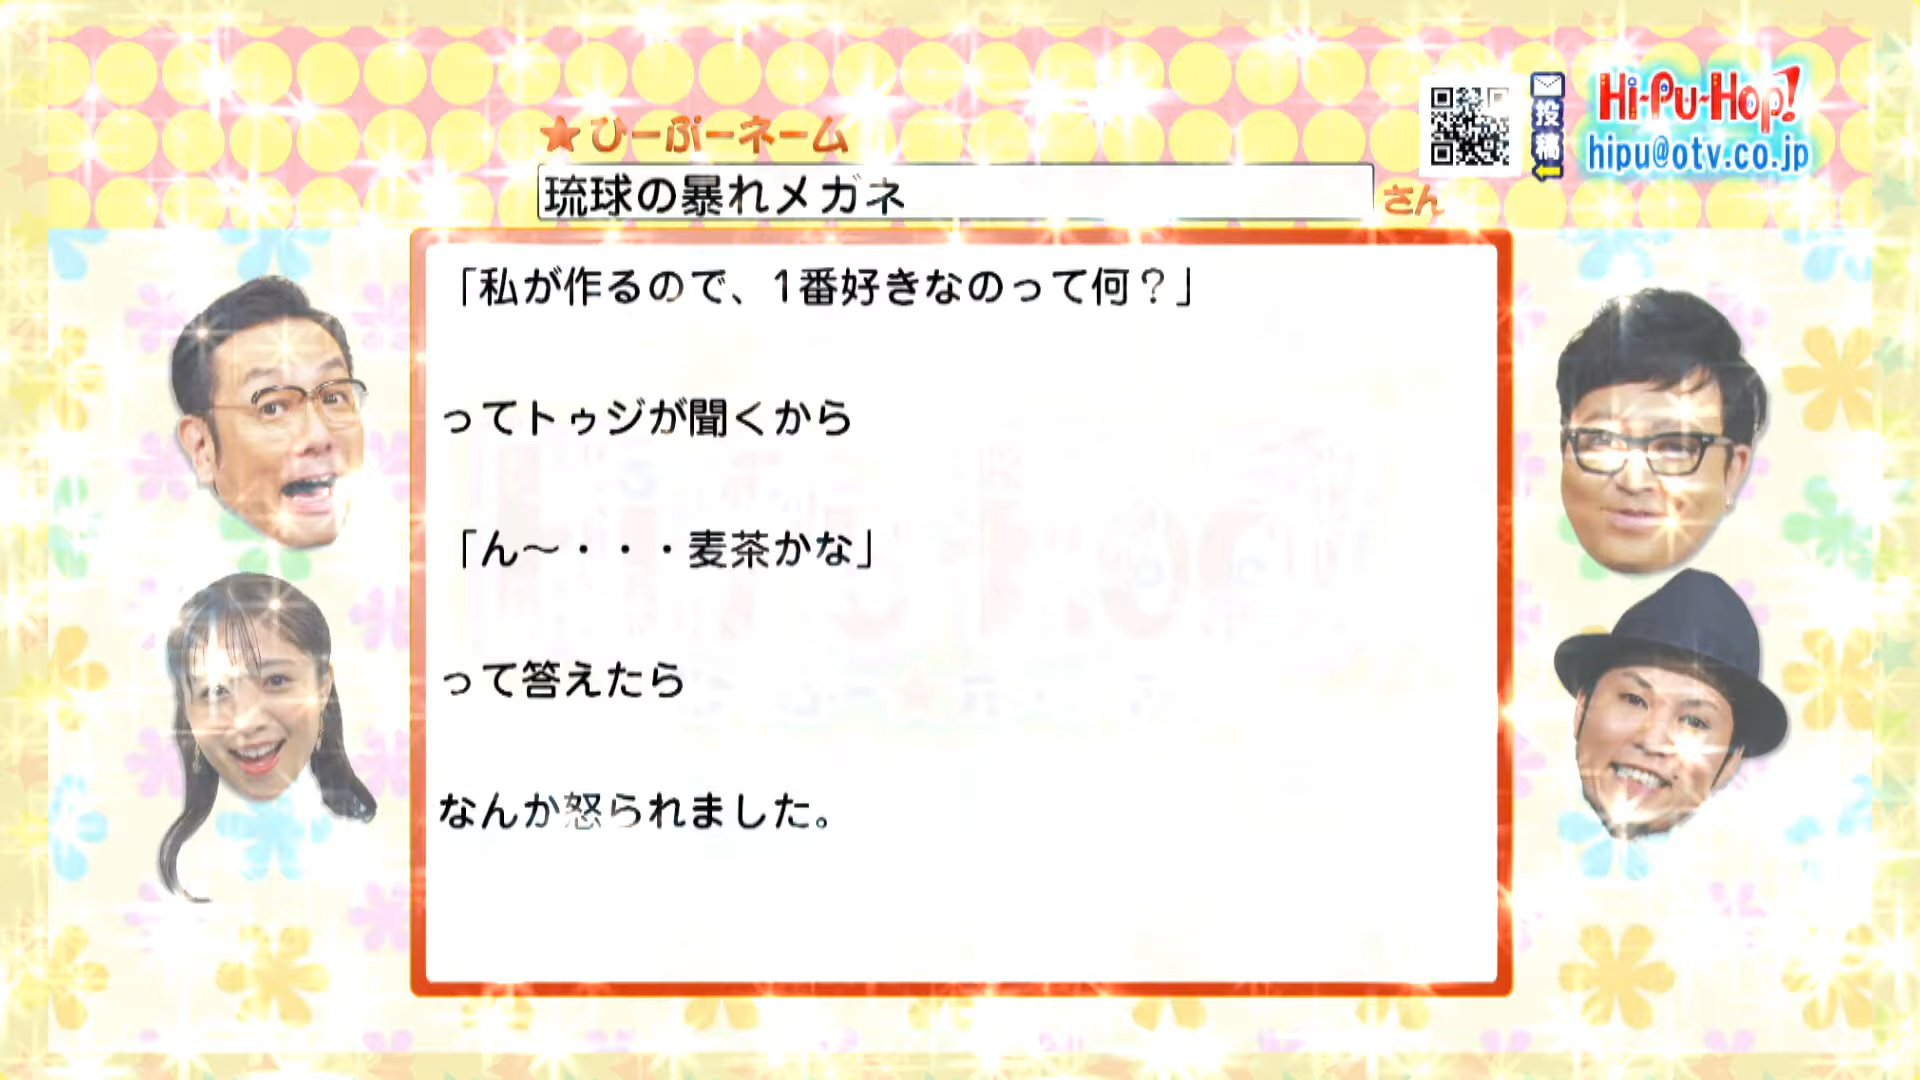 ★ひーぷーネーム
琉球の暴れメガネ
さん
投稿
Hi-Pu-Hop!
hipu@otv.co.jp
「私が作るので、1番好きなのって何？」
ってトゥジが聞くから
「ん～・・・麦茶かな」
って答えたら
なんか怒られました。